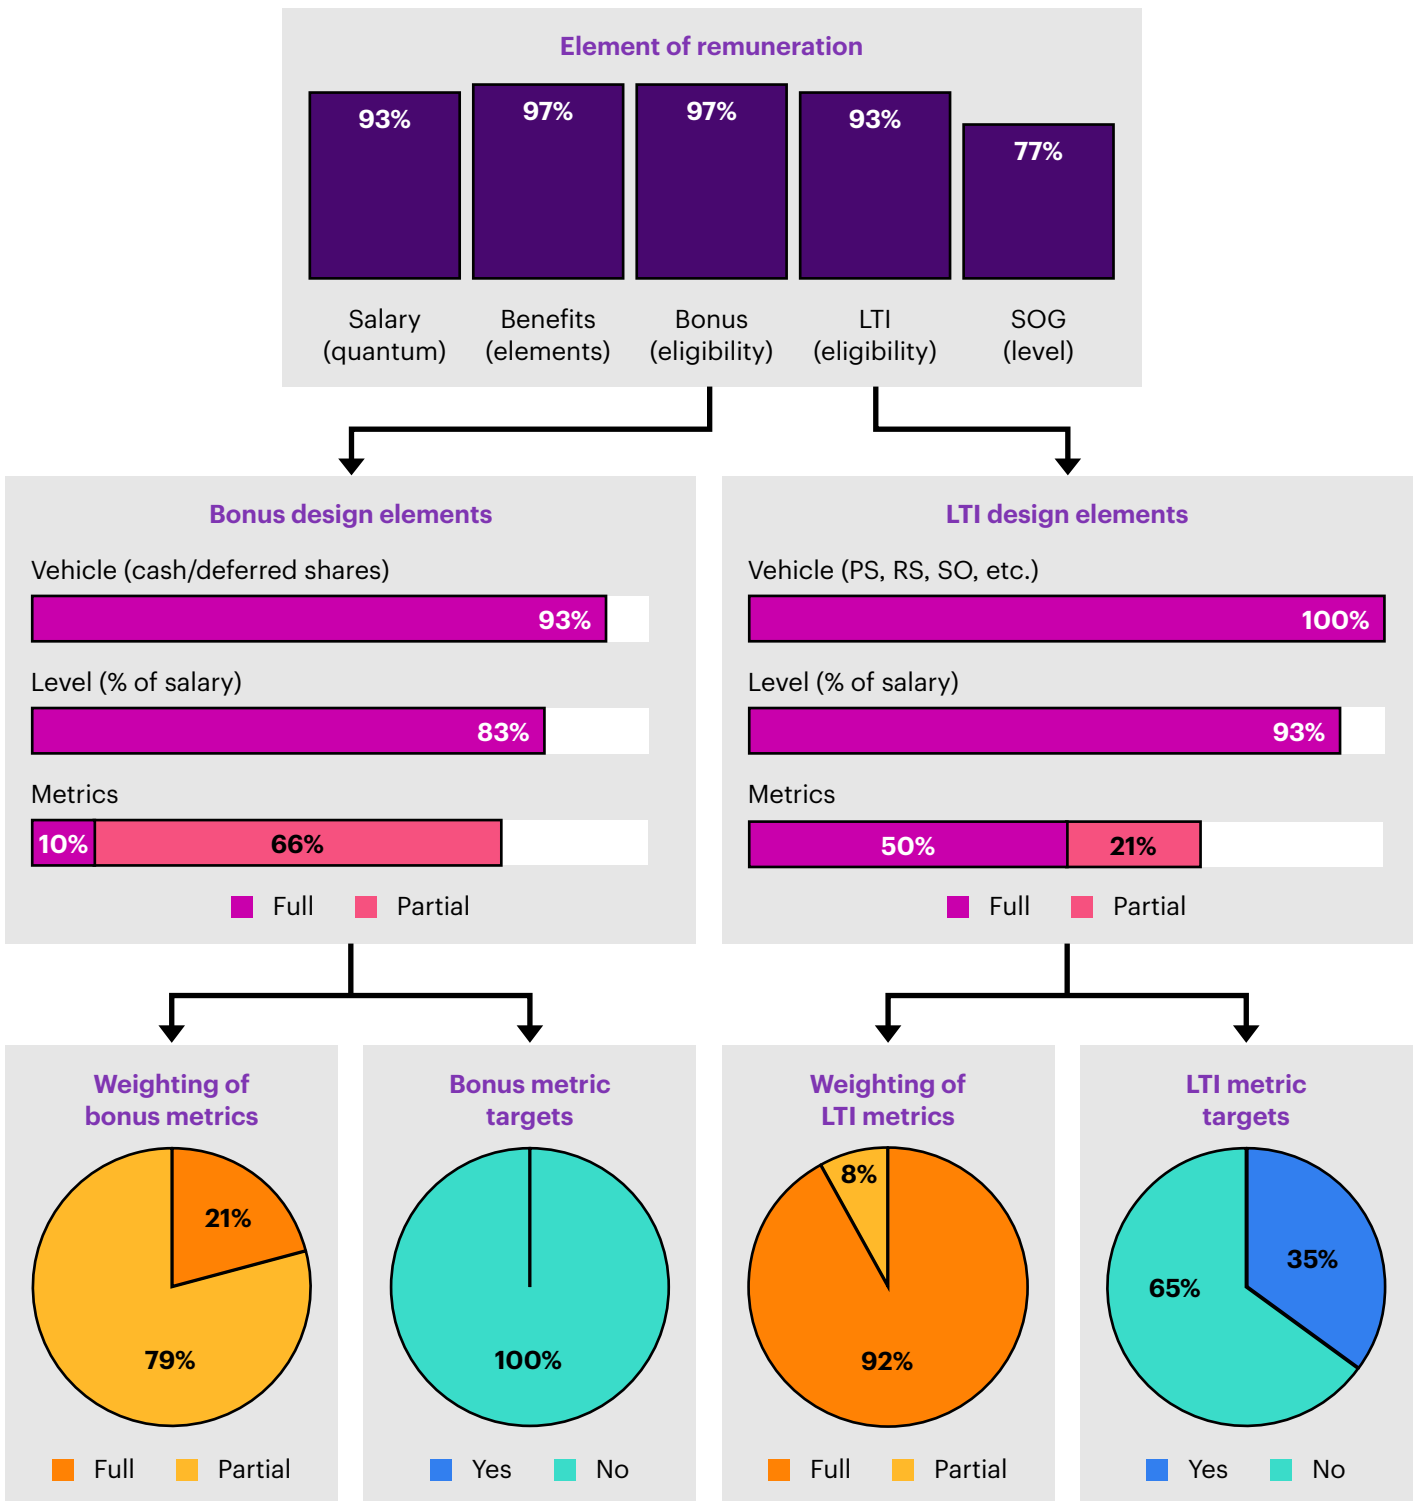 Element of remuneration
93%
97%
97%
93%
77%
Salary
(quantum)
Benefits
(elements)
Bonus
(eligibility)
LTI
(eligibility)
SOG
(level)
Bonus design elements
Vehicle (cash/deferred shares)
93%
Level (% of salary)
83%
Metrics
10%
66%
Full
Partial
LTI design elements
Vehicle (PS, RS, SO, etc.)
100%
Level (% of salary)
93%
Metrics
50%
21%
Full
Partial
Weighting of
bonus metrics
21%
79%
Full
Partial
Bonus metric
targets
100%
Yes
No
Weighting of
LTI metrics
8%
92%
Full
Partial
LTI metric
targets
35%
65%
Yes
No